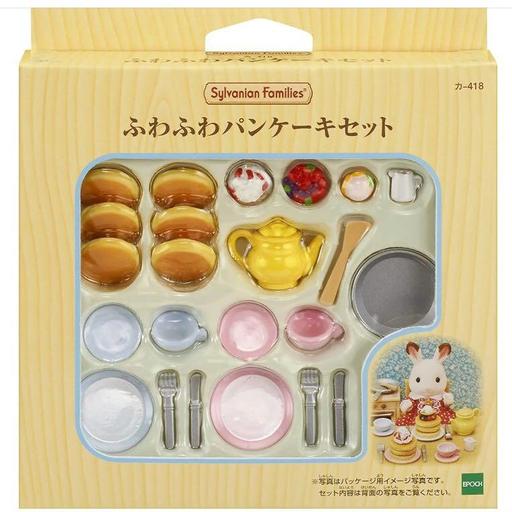 Sylvanian Families®
カ-418
ふわふわパンケーキセット
※写真はパッケージ用イメージ写真です。
セット内容は背面の写真をご覧ください。
EPOCH